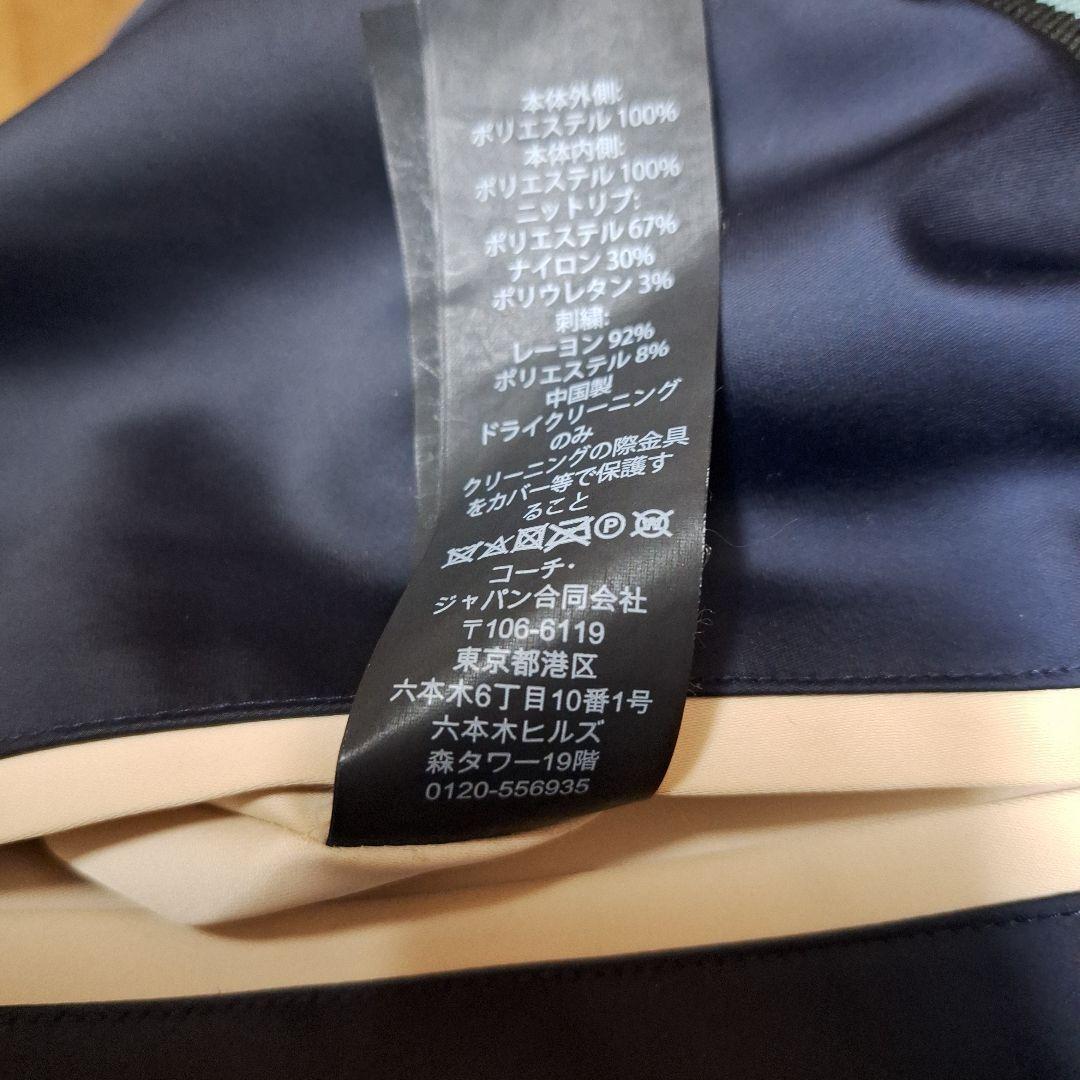 本体外側:
ポリエステル 100%
本体内側:
ポリエステル 100%
ニットリブ:
ポリエステル 67%
ナイロン 30%
ポリウレタン 3%
刺繍:
レーヨン 92%
ポリエステル 8%
中国製
ドライクリーニング
のみ
クリーニングの際金具
をカバー等で保護す
ること
P W
コーチ・
ジャパン合同会社
〒106-6119
東京都港区
六本木6丁目10番1号
六本木ヒルズ
森タワー19階
0120-556935